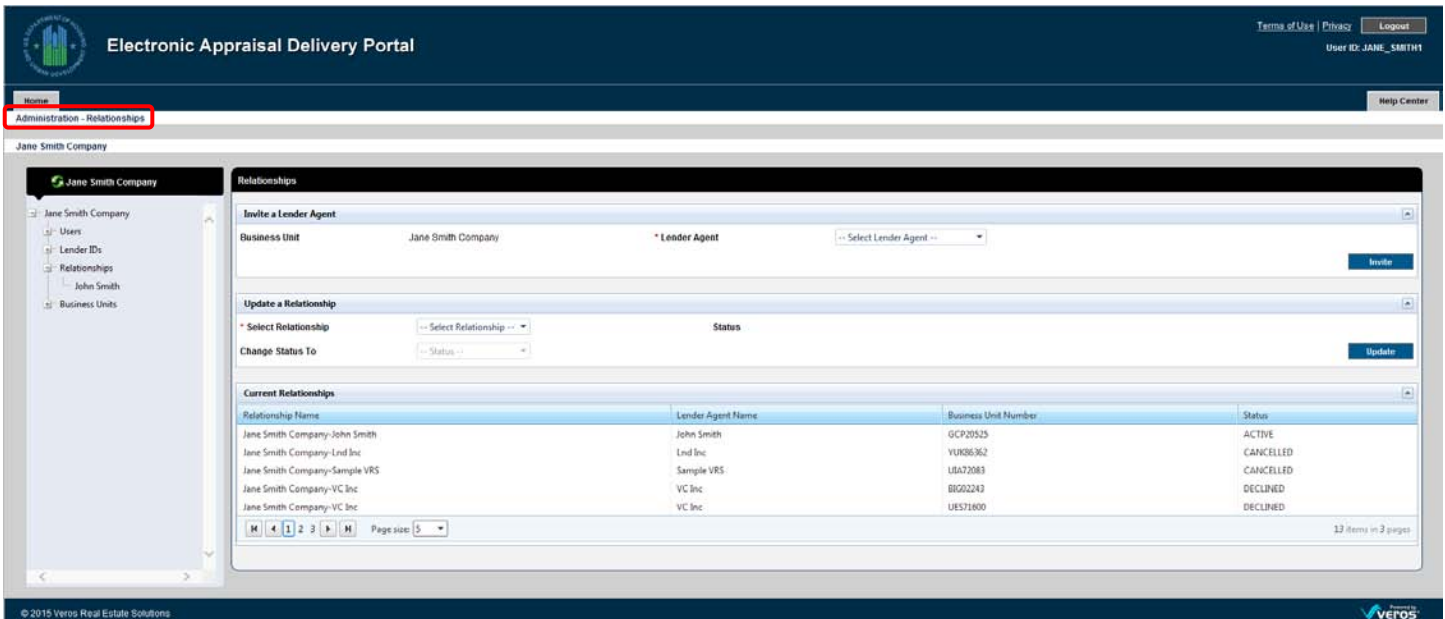 Terms of Use | Privacy Logout
Electronic Appraisal Delivery Portal
User ID: JANE_SMITH1
Home Help Center
Administration - Relationships
Jane Smith Company
Jane Smith Company
Relationships
Jane Smith Company
Users
Lender IDs
Relationships
John Smith
Business Units
Invite a Lender Agent
Business Unit Jane Smith Company * Lender Agent -- Select Lender Agent --
Invite
Update a Relationship
* Select Relationship -- Select Relationship -- Status
Change Status To -- Status -- Update
Current Relationships
Relationship Name Lender Agent Name Business Unit Number Status
Jane Smith Company-John Smith John Smith GCP20525 ACTIVE
Jane Smith Company-Lnd Inc Lnd Inc YUK86362 CANCELLED
Jane Smith Company-Sample VRS Sample VRS UIA72083 CANCELLED
Jane Smith Company-VC Inc VC Inc BIG02243 DECLINED
Jane Smith Company-VC Inc VC Inc UES71600 DECLINED
1 2 3 Page size: 5 13 items in 3 pages
© 2015 Veros Real Estate Solutions
Powered by
veros